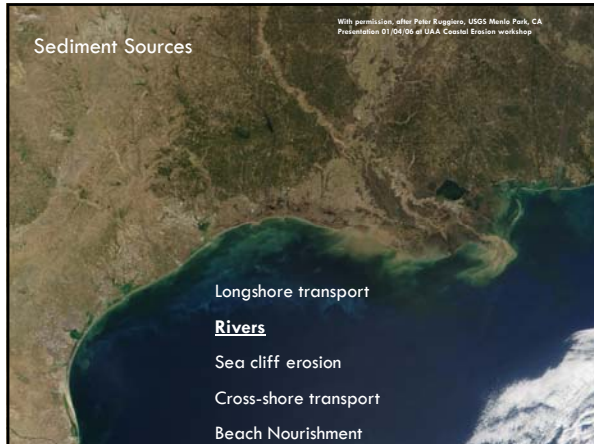 With permission, after Peter Ruggiero, USGS Menlo Park, CA
Presentation 01/04/06 at UAA Coastal Erosion workshop
Sediment Sources
Longshore transport
Rivers
Sea cliff erosion
Cross-shore transport
Beach Nourishment